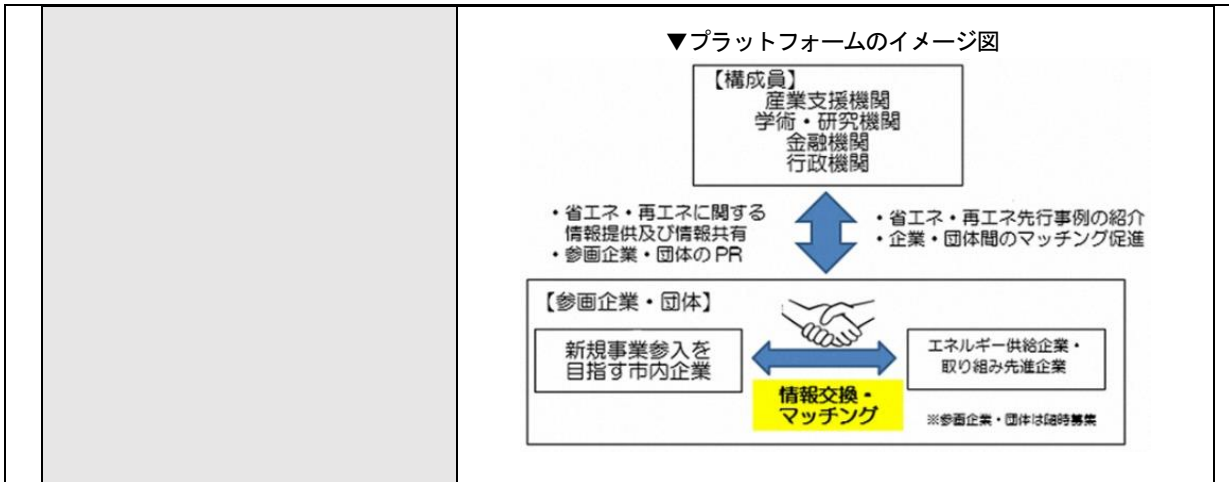 ▼プラットフォームのイメージ図
【構成員】
産業支援機関
学術・研究機関
金融機関
行政機関
・省エネ・再エネに関する
情報提供及び情報共有
・参画企業・団体のPR
・省エネ・再エネ先行事例の紹介
・企業・団体間のマッチング促進
【参画企業・団体】
新規事業参入を
目指す市内企業
情報交換・
マッチング
エネルギー供給企業・
取り組み先進企業
※参画企業・団体は随時募集